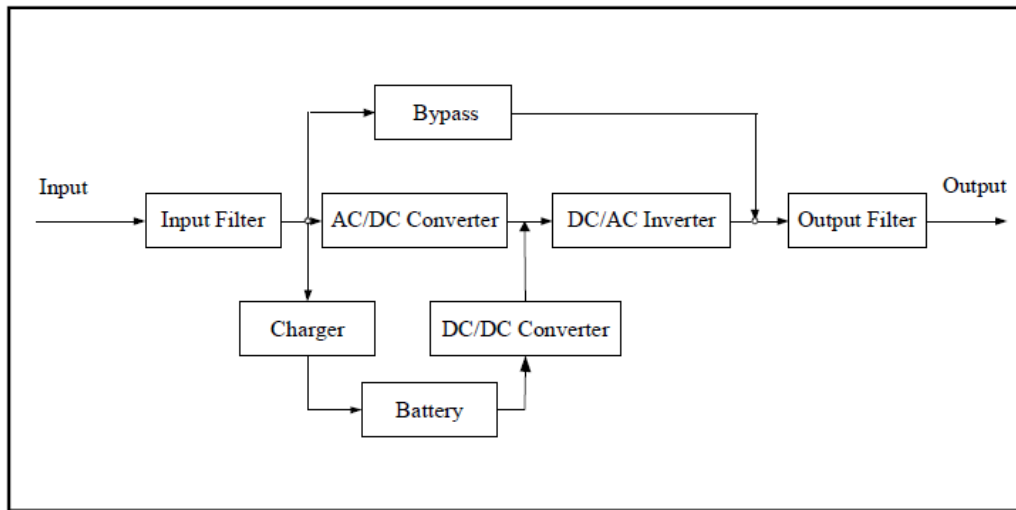 Bypass
Input
Output
Input Filter
AC/DC Converter
DC/AC Inverter
Output Filter
Charger
DC/DC Converter
Battery